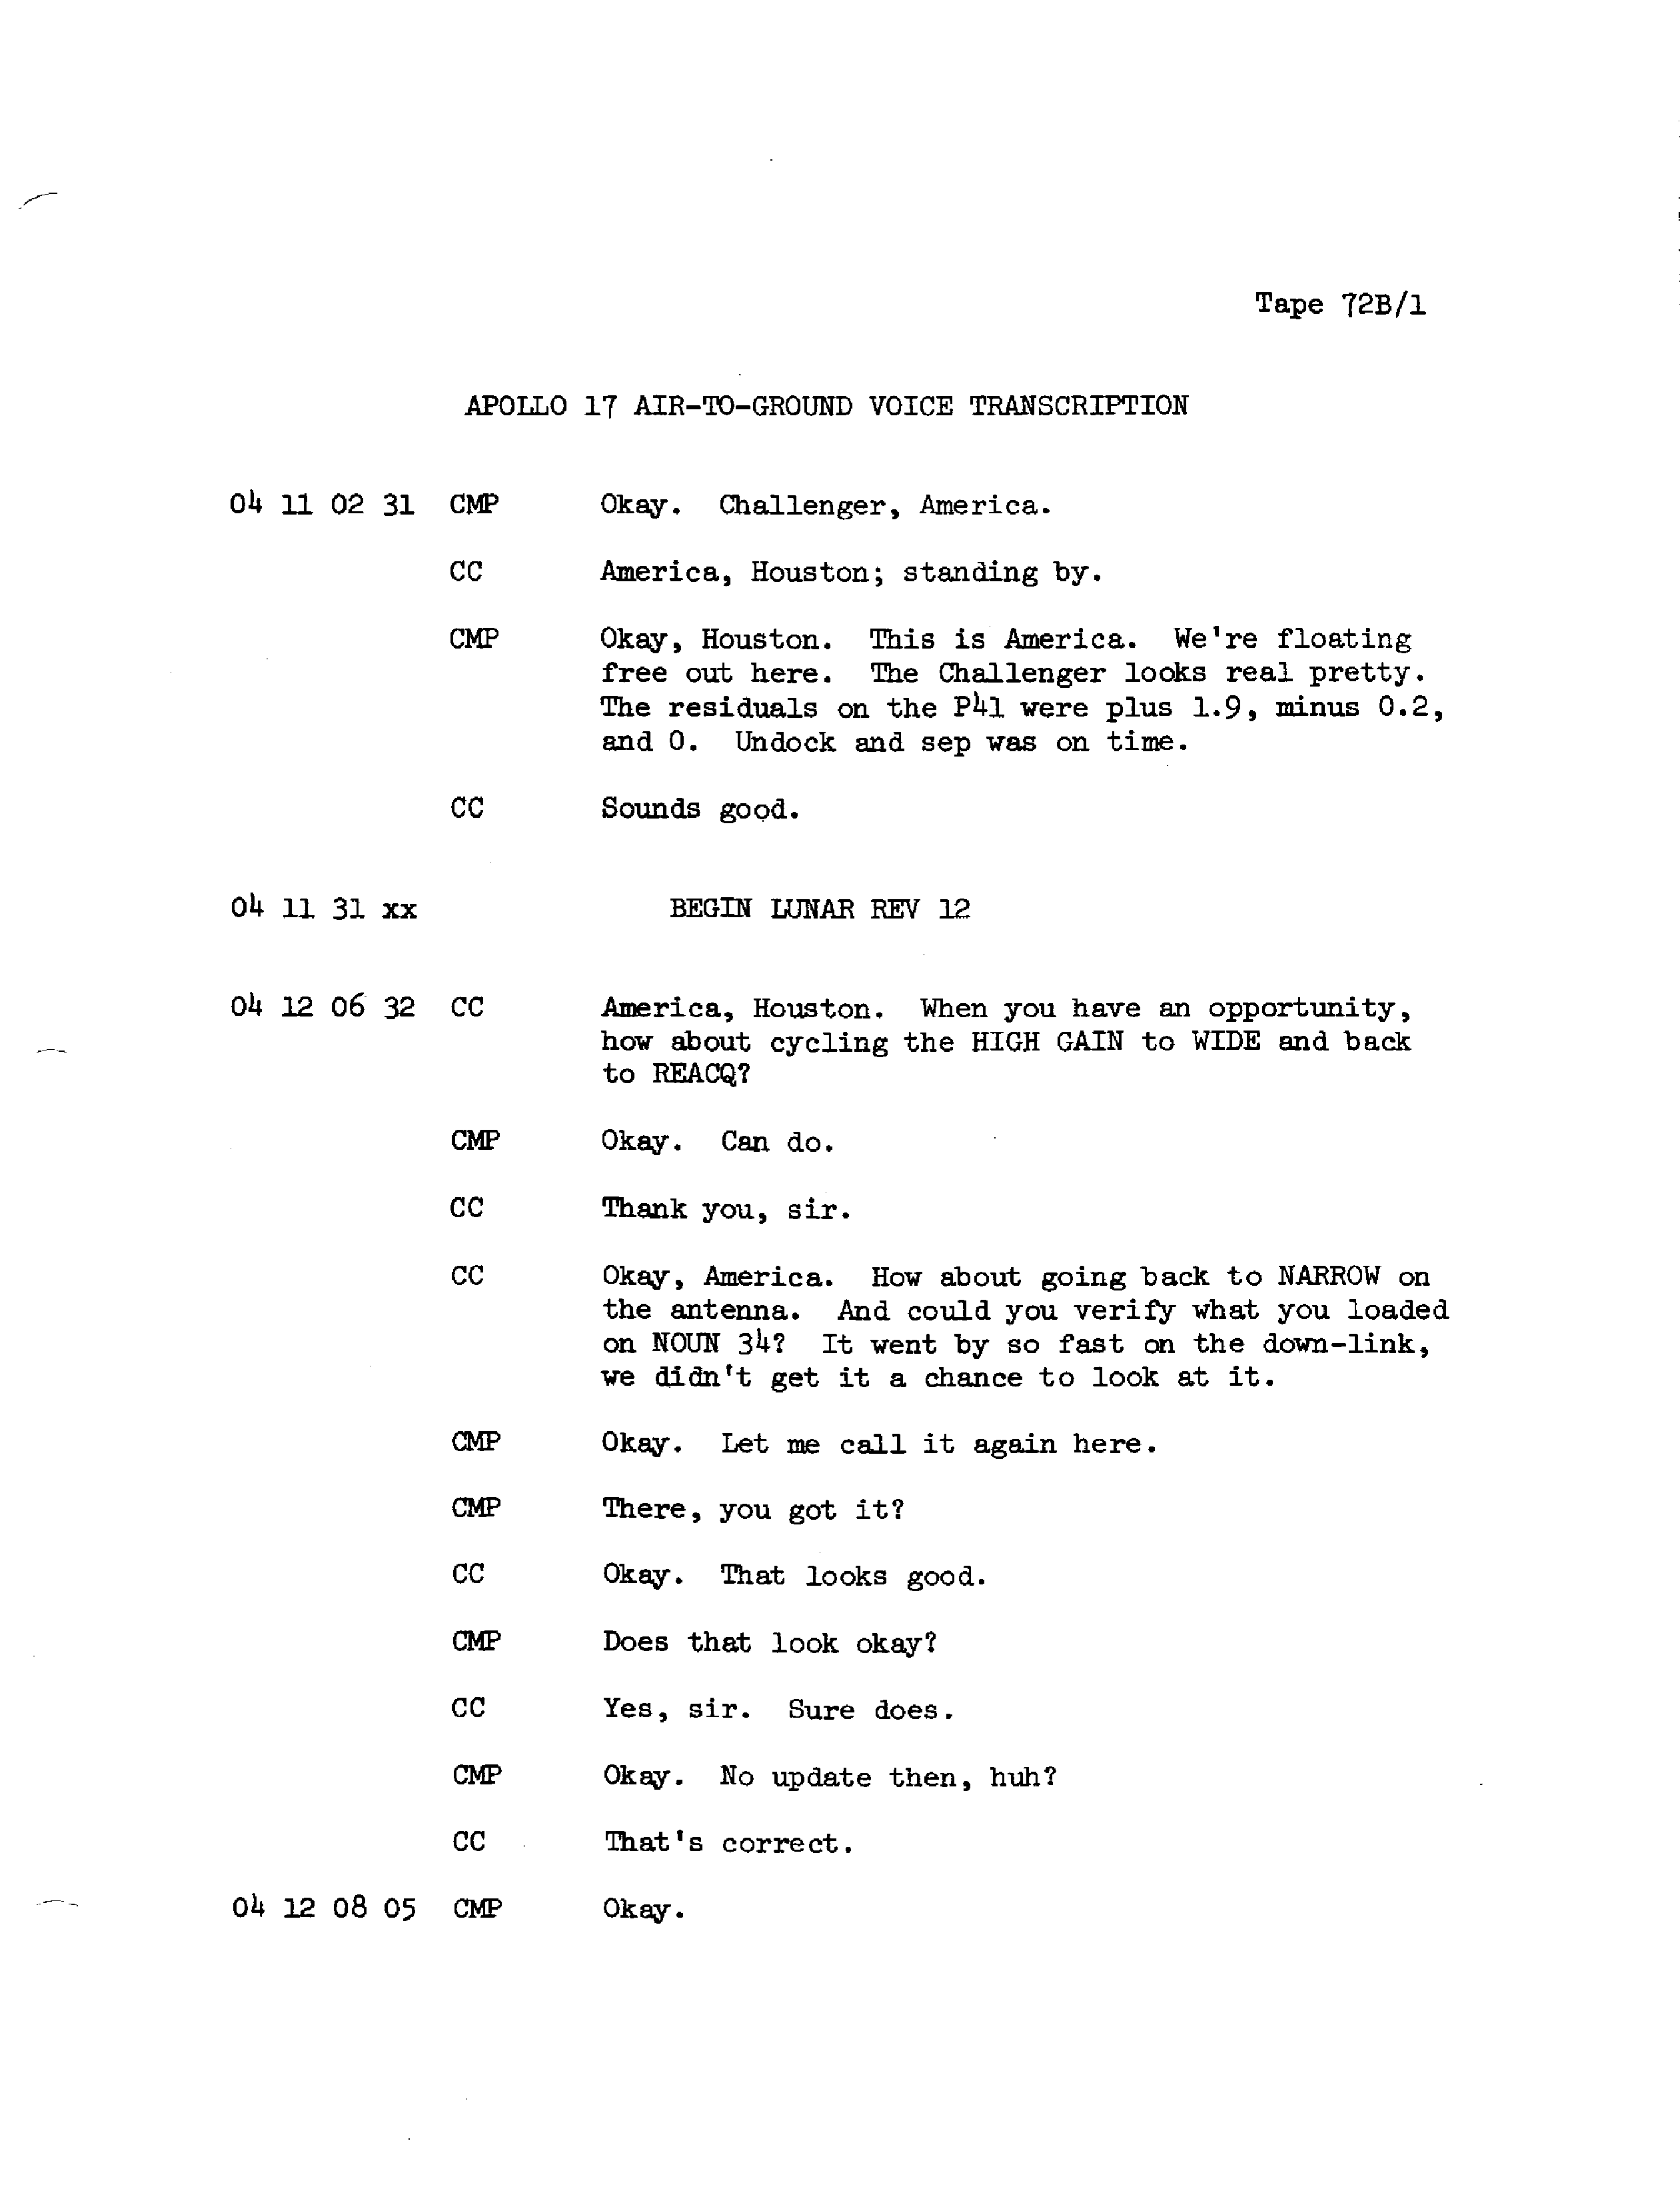 Tape 72B/1
APOLLO 17 AIR-TO-GROUND VOICE TRANSCRIPTION
04 11 02 31 CMP Okay. Challenger, America.
CC America, Houston; standing by.
CMP Okay, Houston. This is America. We're floating
free out here. The Challenger looks real pretty.
The residuals on the P41 were plus 1.9, minus 0.2,
and 0. Undock and sep was on time.
CC Sounds good.
04 11 31 xx BEGIN LUNAR REV 12
04 12 06 32 CC America, Houston. When you have an opportunity,
how about cycling the HIGH GAIN to WIDE and back
to REACQ?
CMP Okay. Can do.
CC Thank you, sir.
CC Okay, America. How about going back to NARROW on
the antenna. And could you verify what you loaded
on NOUN 34? It went by so fast on the down-link,
we didn't get it a chance to look at it.
CMP Okay. Let me call it again here.
CMP There, you got it?
CC Okay. That looks good.
CMP Does that look okay?
CC Yes, sir. Sure does.
CMP Okay. No update then, huh?
CC That's correct.
04 12 08 05 CMP Okay.